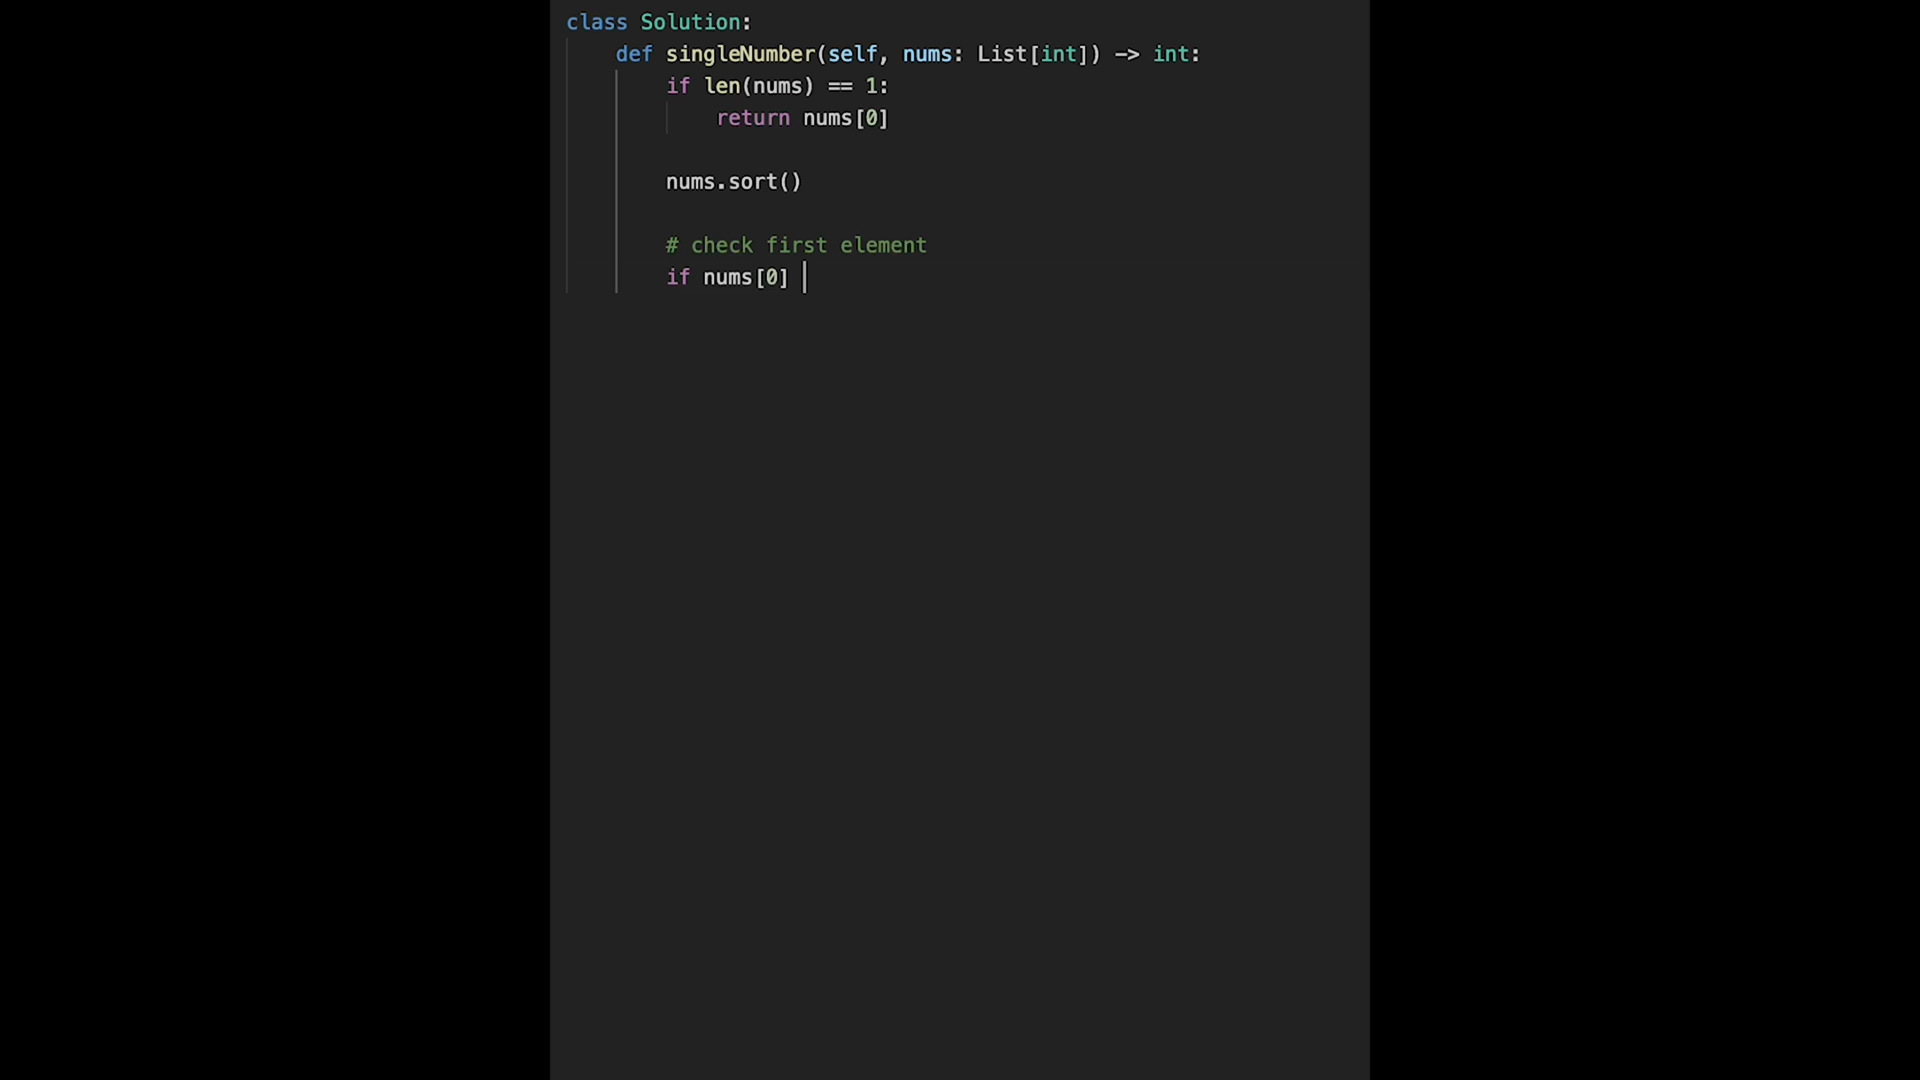 class Solution:
    def singleNumber(self, nums: List[int]) -> int:
        if len(nums) == 1:
            return nums[0]
        nums.sort()
        # check first element
        if nums[0]